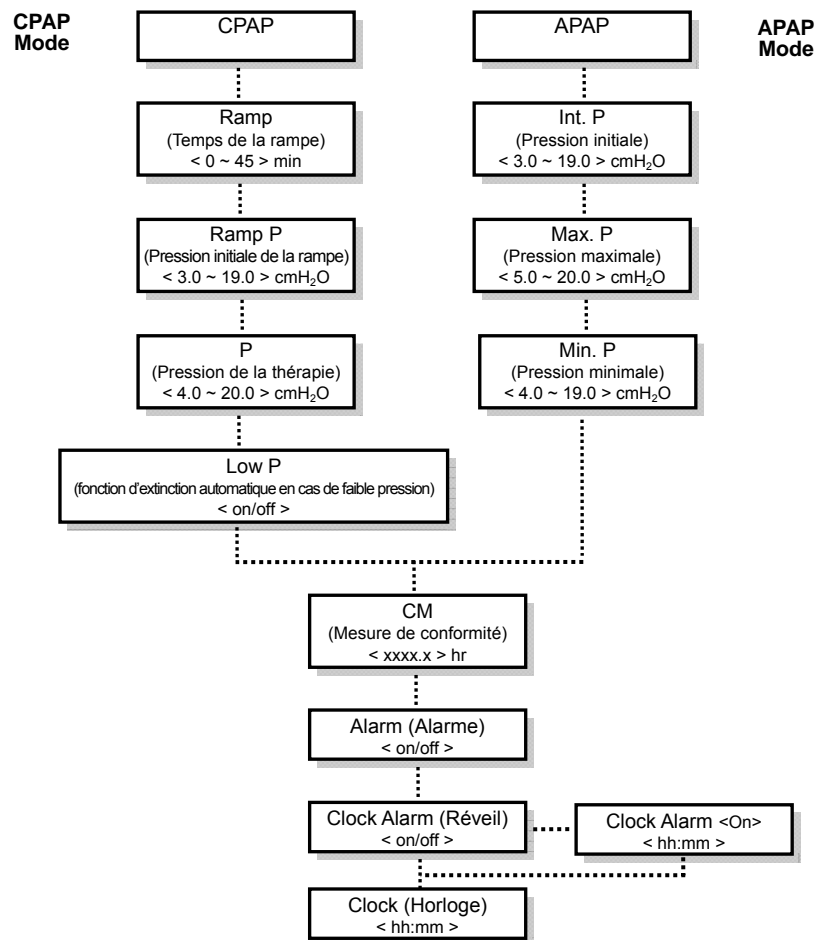 CPAP
Mode
APAP
Mode
CPAP
Ramp
(Temps de la rampe)
< 0 ~ 45 > min
Ramp P
(Pression initiale de la rampe)
< 3.0 ~ 19.0 > cmH₂O
P
(Pression de la thérapie)
< 4.0 ~ 20.0 > cmH₂O
Low P
(fonction d'extinction automatique en cas de faible pression)
< on/off >
APAP
Int. P
(Pression initiale)
< 3.0 ~ 19.0 > cmH₂O
Max. P
(Pression maximale)
< 5.0 ~ 20.0 > cmH₂O
Min. P
(Pression minimale)
< 4.0 ~ 19.0 > cmH₂O
CM
(Mesure de conformité)
< xxxx.x > hr
Alarm (Alarme)
< on/off >
Clock Alarm (Réveil)
< on/off >
Clock Alarm <On>
< hh:mm >
Clock (Horloge)
< hh:mm >